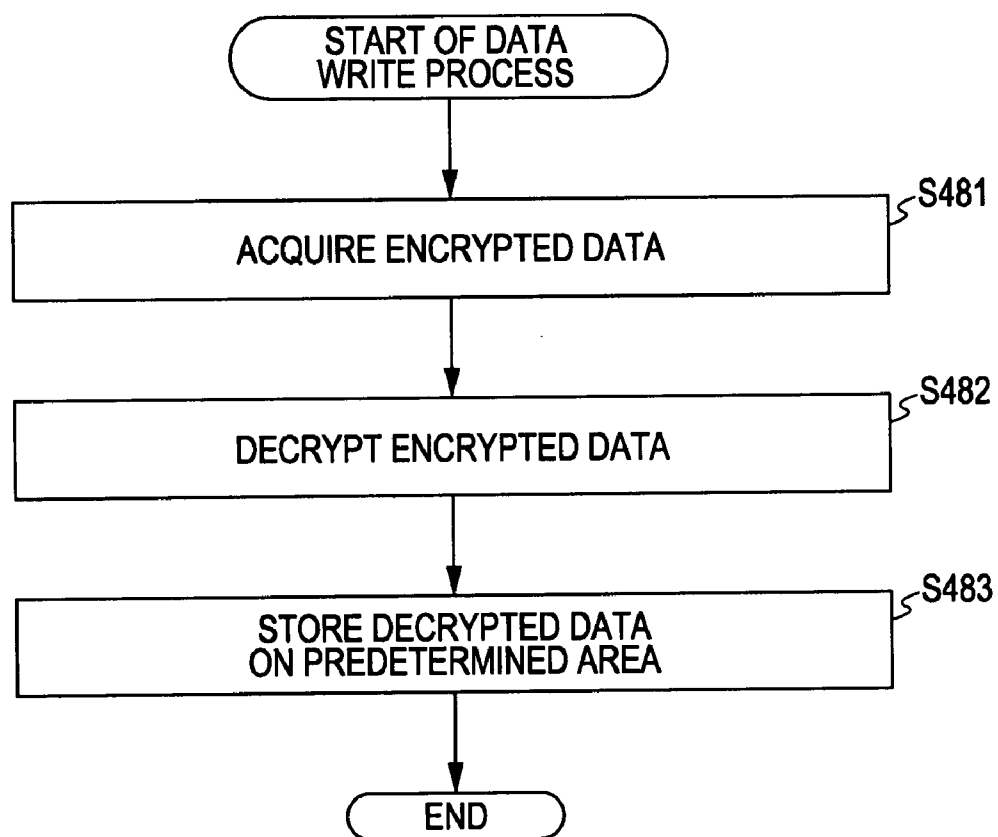 START OF DATA
WRITE PROCESS
S481
ACQUIRE ENCRYPTED DATA
S482
DECRYPT ENCRYPTED DATA
S483
STORE DECRYPTED DATA
ON PREDETERMINED AREA
END